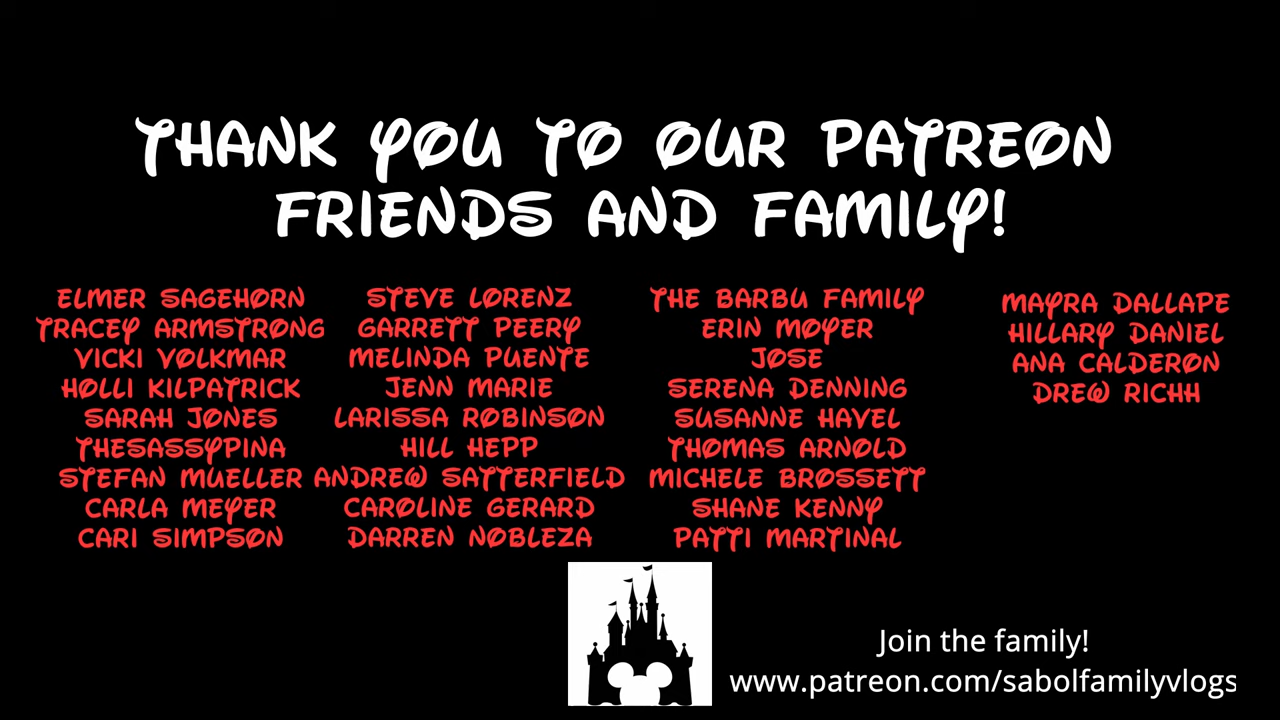 THANK YOU TO OUR PATREON
FRIENDS AND FAMILY!
ELMER SAGEHORN
TRACEY ARMSTRONG
VICKI VOLKMAR
HOLLI KILPATRICK
SARAH JONES
THESASSYPINA
STEFAN MUELLER
CARLA MEYER
CARI SIMPSON
STEVE LORENZ
GARRETT PEERY
MELINDA PUENTE
JENN MARIE
LARISSA ROBINSON
HILL HEPP
ANDREW SATTERFIELD
CAROLINE GERARD
DARREN NOBLEZA
THE BARBU FAMILY
ERIN MOYER
JOSE
SERENA DENNING
SUSANNE HAVEL
THOMAS ARNOLD
MICHELE BROSSETT
SHANE KENNY
PATTI MARTINAL
MAYRA DALLAPE
HILLARY DANIEL
ANA CALDERON
DREW RICHH
Join the family!
www.patreon.com/sabolfamilyvlogs